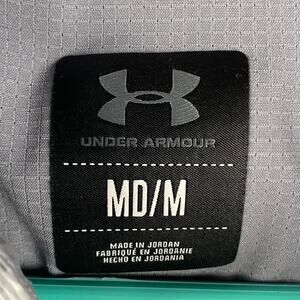 UNDER ARMOUR
MD/M
MADE IN JORDAN
FABRIQUÉ EN JORDANIE
HECHO EN JORDANIA